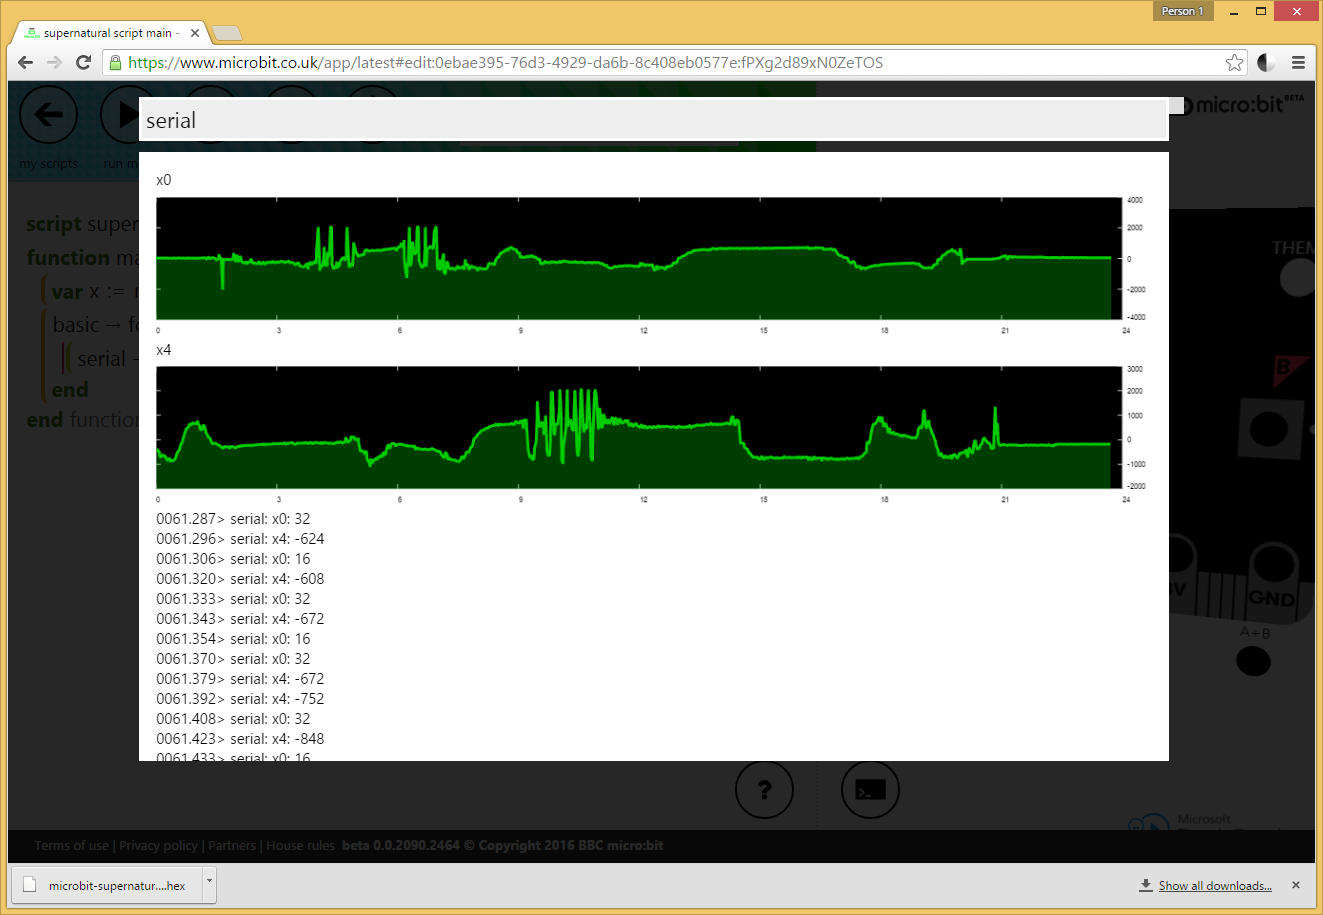 Person 1
supernatural script main -
https://www.microbit.co.uk/app/latest#edit:0ebae395-76d3-4929-da6b-8c408eb0577e:fPXg2d89xN0ZeTOS
serial
micro:bit BETA
my scripts
run
script
function
var x :=
basic →
serial
end
end function
x0
4000
2000
0
-2000
-4000
0 3 6 9 12 15 18 21 24
x4
3000
2000
1000
0
-1000
-2000
0 3 6 9 12 15 18 21 24
0061.287> serial: x0: 32
0061.296> serial: x4: -624
0061.306> serial: x0: 16
0061.320> serial: x4: -608
0061.333> serial: x0: 32
0061.343> serial: x4: -672
0061.354> serial: x0: 16
0061.370> serial: x0: 32
0061.379> serial: x4: -672
0061.392> serial: x4: -752
0061.408> serial: x0: 32
0061.423> serial: x4: -848
0061.433> serial: x0: 16
B
GND
A+B
?
>_
Microsoft
Terms of use | Privacy policy | Partners | House rules beta 0.0.2090.2464 © Copyright 2016 BBC micro:bit
microbit-supernatur....hex
Show all downloads...